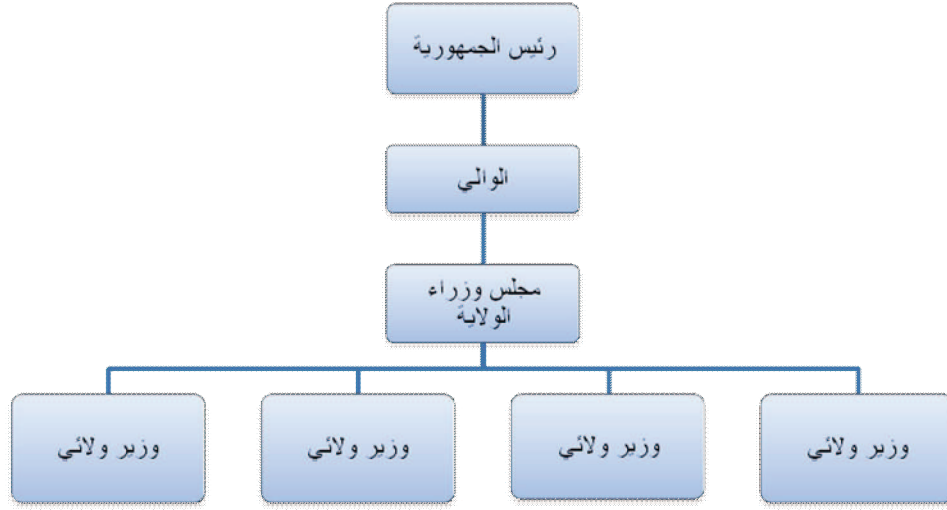 رئيس الجمهورية
الوالي
مجلس وزراء
الولاية
وزير ولائي
وزير ولائي
وزير ولائي
وزير ولائي